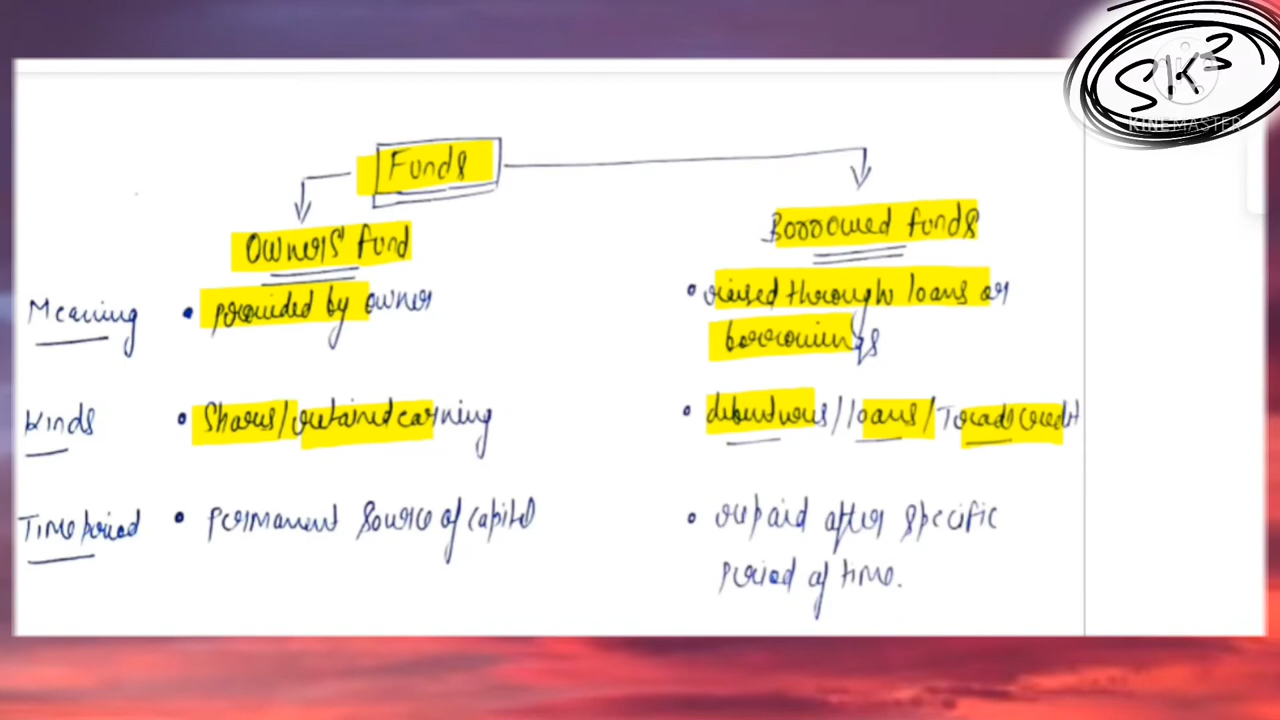 SK3
KINEMASTER
Funds
Owners' fund
Borrowed funds
Meaning
• provided by owner
• raised through loans or
borrowings
Kinds
• Shares/retained earning
• debentures/loans/Trade credit
Time period
• permanent source of capital
• repaid after specific
period of time.